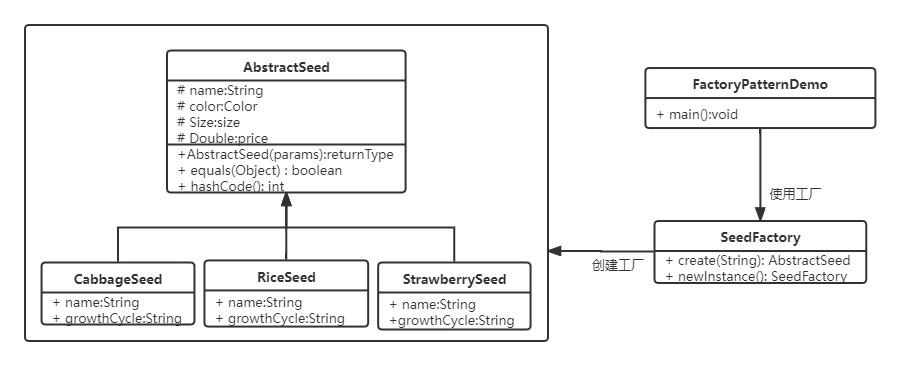 AbstractSeed
# name:String
# color:Color
# Size:size
# Double:price
+AbstractSeed(params):returnType
+ equals(Object) : boolean
+ hashCode(): int
CabbageSeed
+ name:String
+ growthCycle:String
RiceSeed
+ name:String
+ growthCycle:String
StrawberrySeed
+ name:String
+growthCycle:String
FactoryPatternDemo
+ main():void
使用工厂
SeedFactory
+ create(String): AbstractSeed
+ newInstance(): SeedFactory
创建工厂